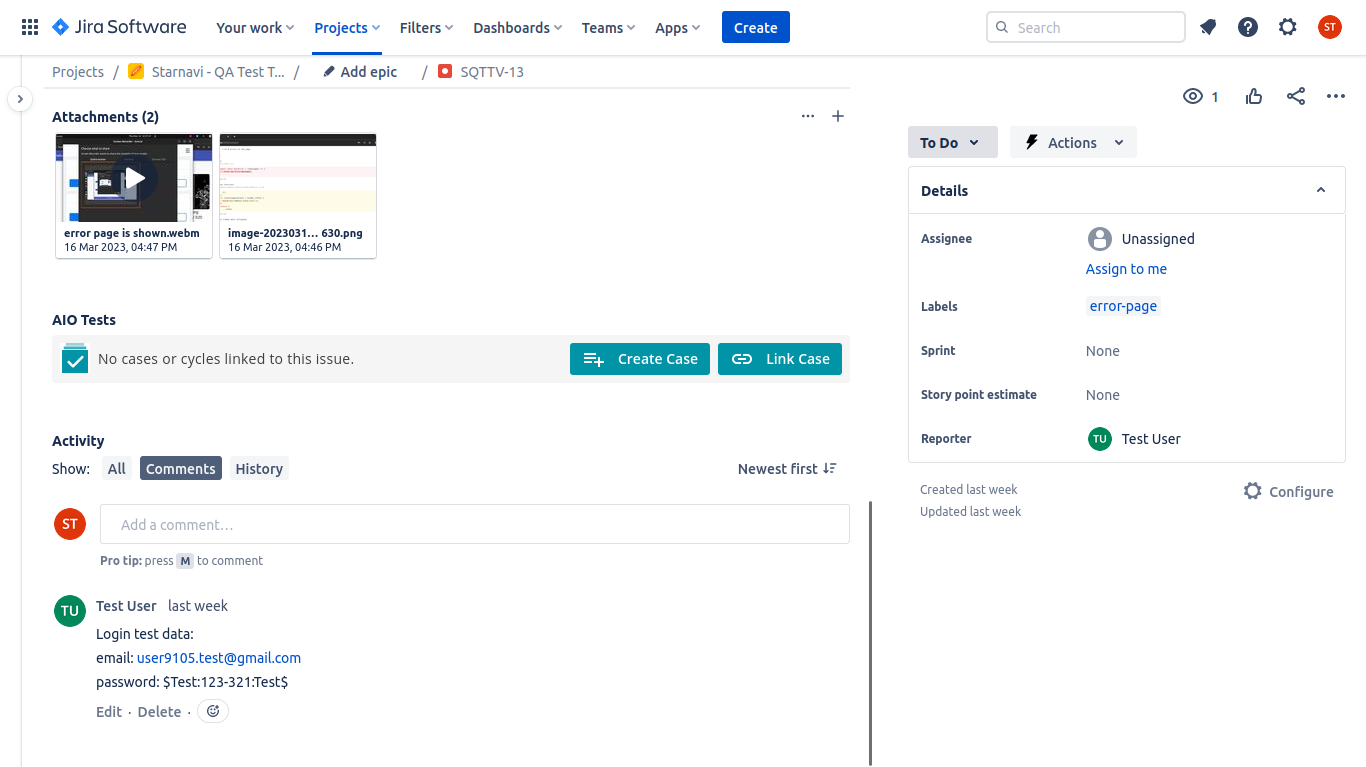 Jira Software Your work Projects Filters Dashboards Teams Apps Create Search ST
Projects / Starnavi - QA Test T... / Add epic / SQTTV-13
1
Attachments (2)
error page is shown.webm
16 Mar 2023, 04:47 PM
image-2023031... 630.png
16 Mar 2023, 04:46 PM
AIO Tests
No cases or cycles linked to this issue.
Create Case
Link Case
Activity
Show: All Comments History
Newest first
ST
Add a comment...
Pro tip: press M to comment
TU
Test User last week
Login test data:
email: user9105.test@gmail.com
password: $Test:123-321:Test$
Edit · Delete ·
To Do
Actions
Details
Assignee
Unassigned
Assign to me
Labels
error-page
Sprint
None
Story point estimate
None
Reporter
TU Test User
Created last week
Updated last week
Configure